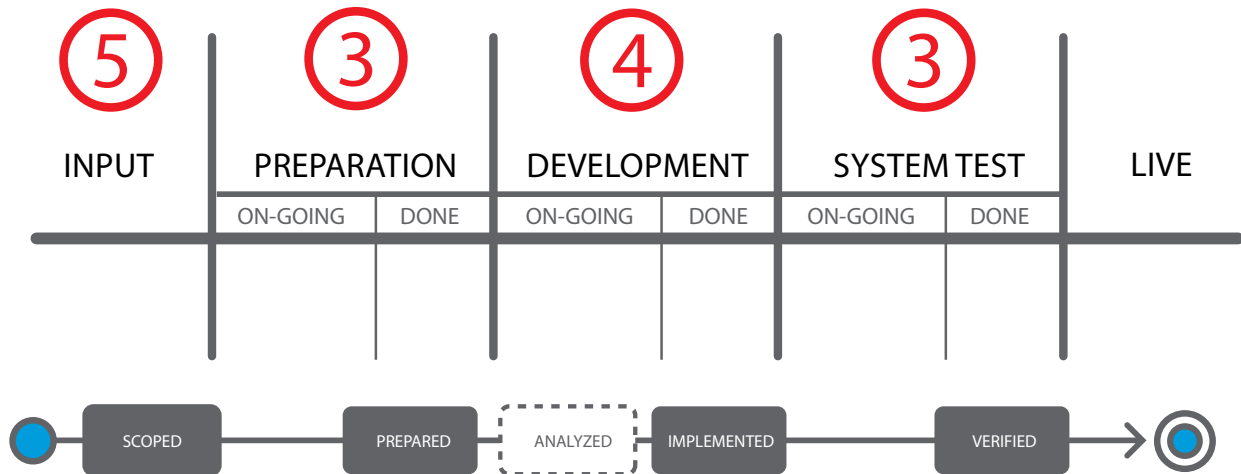 5 3 4 3
INPUT PREPARATION DEVELOPMENT SYSTEM TEST LIVE
ON-GOING DONE ON-GOING DONE ON-GOING DONE
SCOPED PREPARED ANALYZED IMPLEMENTED VERIFIED